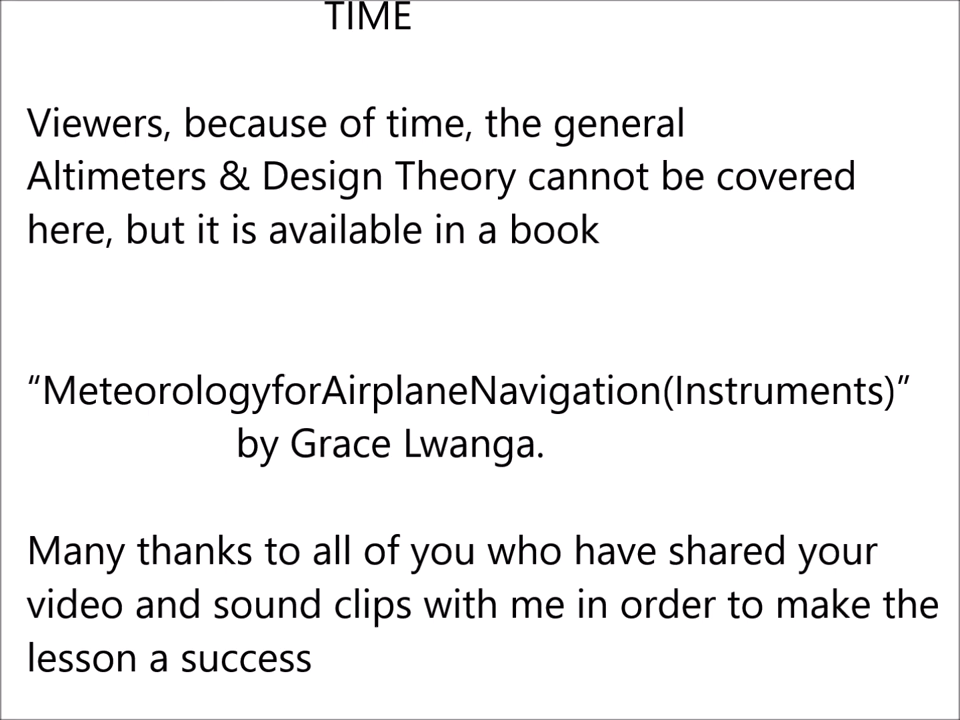 TIME
Viewers, because of time, the general
Altimeters & Design Theory cannot be covered
here, but it is available in a book
“MeteorologyforAirplaneNavigation(Instruments)”
by Grace Lwanga.
Many thanks to all of you who have shared your
video and sound clips with me in order to make the
lesson a success